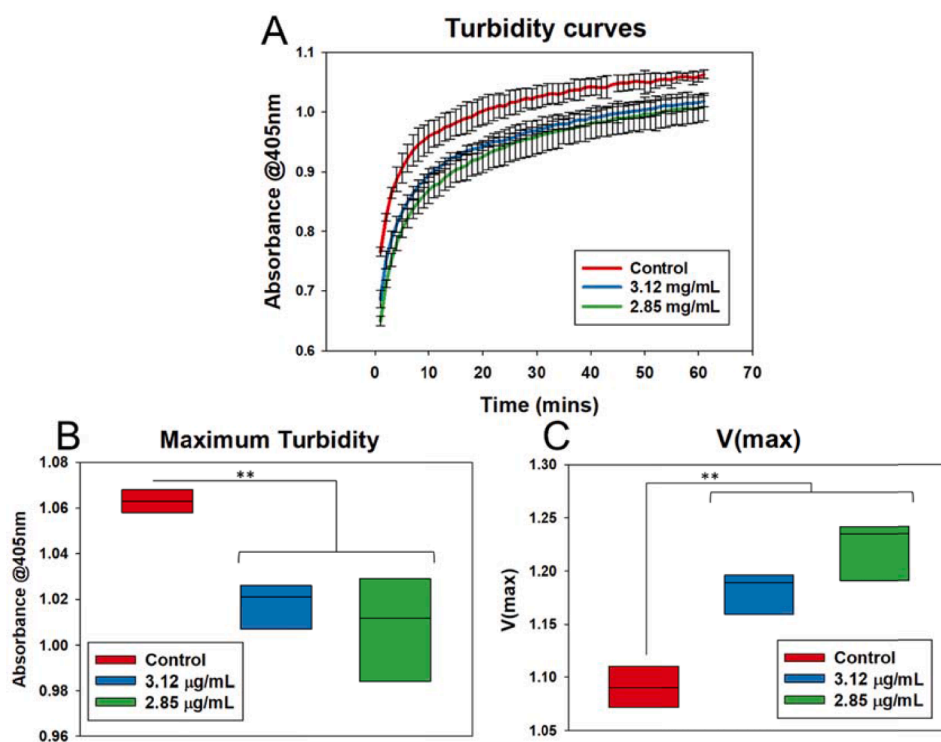 A
Turbidity curves
1.1
1.0
0.9
0.8
0.7
0.6
Absorbance @405nm
Control
3.12 mg/mL
2.85 mg/mL
0 10 20 30 40 50 60 70
Time (mins)
B
Maximum Turbidity
1.08
1.06
1.04
1.02
1.00
0.98
0.96
Absorbance @405nm
**
Control
3.12 μg/mL
2.85 μg/mL
C
V(max)
1.30
1.25
1.20
1.15
1.10
1.05
V(max)
**
Control
3.12 μg/mL
2.85 μg/mL